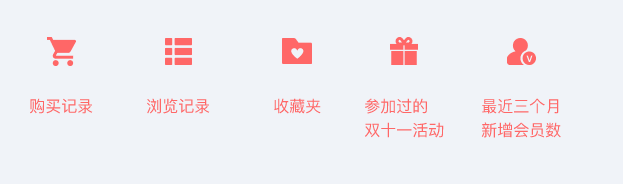 购买记录
浏览记录
收藏夹
参加过的
双十一活动
最近三个月
新增会员数